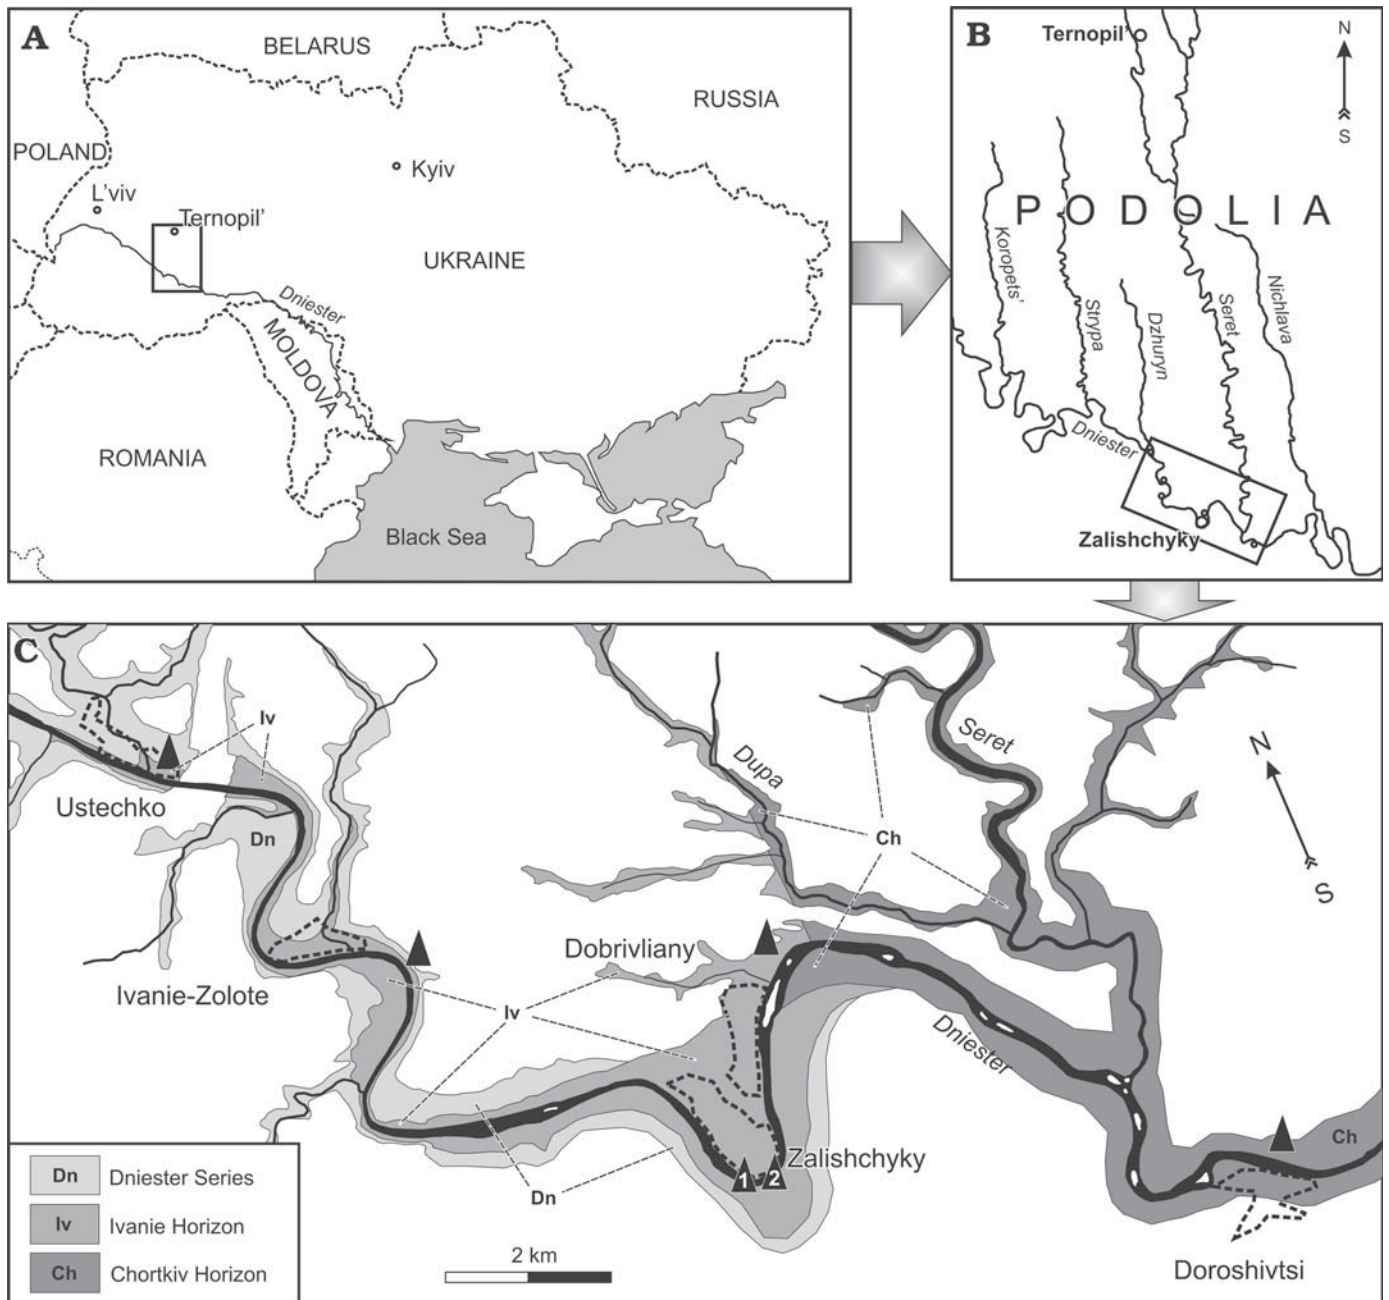 A
BELARUS
RUSSIA
POLAND
Kyiv
L'viv
Ternopil'
UKRAINE
Dniester
MOLDOVA
ROMANIA
Black Sea
B
Ternopil'
N
S
PODOLIA
Koropets'
Strypa
Dzhuryn
Seret
Nichlava
Dniester
Zalishchyky
C
Iv
Ustechko
Dn
Dupa
Seret
N
S
Ch
Dobrivliany
Ivanie-Zolote
Iv
Dniester
Zalishchyky
1
2
Ch
Dn
Dn Dniester Series
Iv Ivanie Horizon
Ch Chortkiv Horizon
2 km
Doroshivtsi